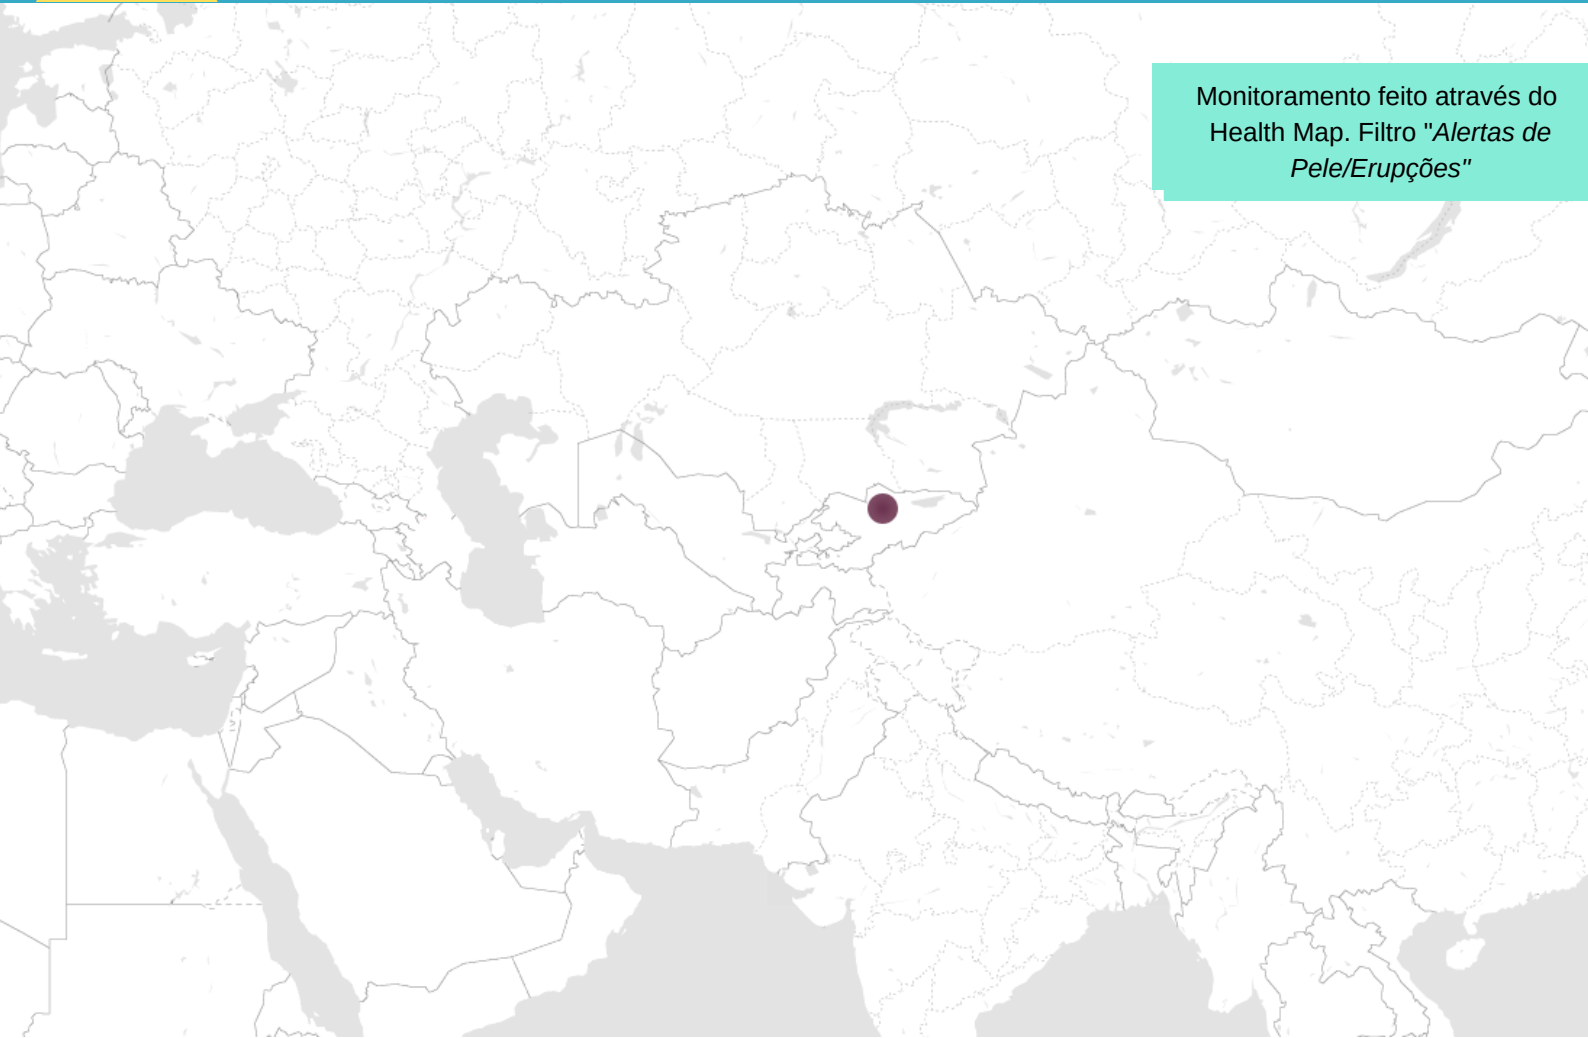 Monitoramento feito através do
Health Map. Filtro "Alertas de
Pele/Erupções"